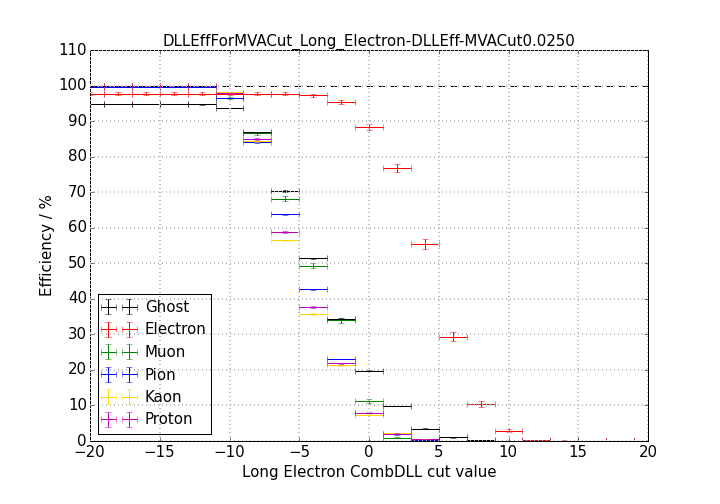 DLLEffForMVACut_Long_Electron-DLLEff-MVACut0.0250
110
100
90
80
70
60
50
40
30
20
10
0
Efficiency / %
Ghost
Electron
Muon
Pion
Kaon
Proton
−20 −15 −10 −5 0 5 10 15 20
Long Electron CombDLL cut value